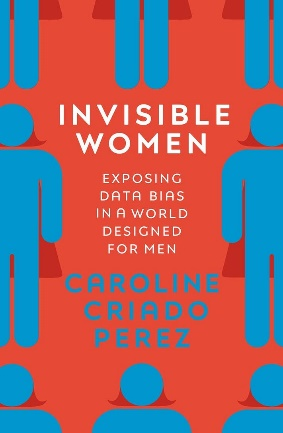 INVISIBLE
WOMEN
EXPOSING
DATA BIAS
IN A WORLD
DESIGNED
FOR MEN
CAROLINE
CRIADO
PEREZ